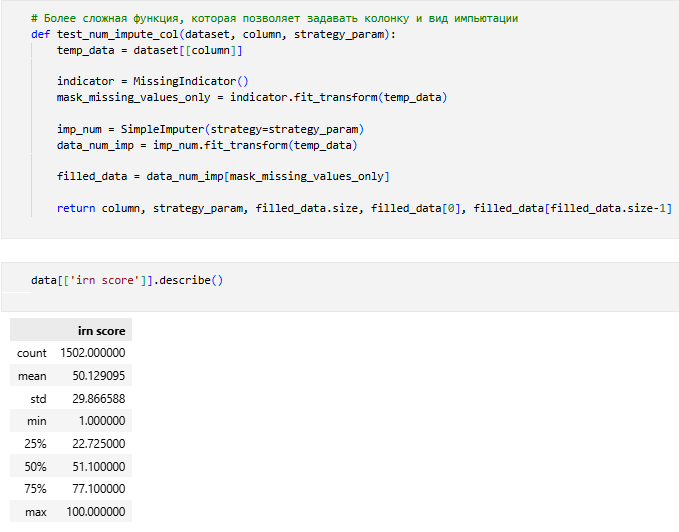 # Более сложная функция, которая позволяет задавать колонку и вид импьютации
def test_num_impute_col(dataset, column, strategy_param):
    temp_data = dataset[[column]]

    indicator = MissingIndicator()
    mask_missing_values_only = indicator.fit_transform(temp_data)

    imp_num = SimpleImputer(strategy=strategy_param)
    data_num_imp = imp_num.fit_transform(temp_data)

    filled_data = data_num_imp[mask_missing_values_only]

    return column, strategy_param, filled_data.size, filled_data[0], filled_data[filled_data.size-1]

data[['irn score']].describe()

irn score
count 1502.000000
mean 50.129095
std 29.866588
min 1.000000
25% 22.725000
50% 51.100000
75% 77.100000
max 100.000000